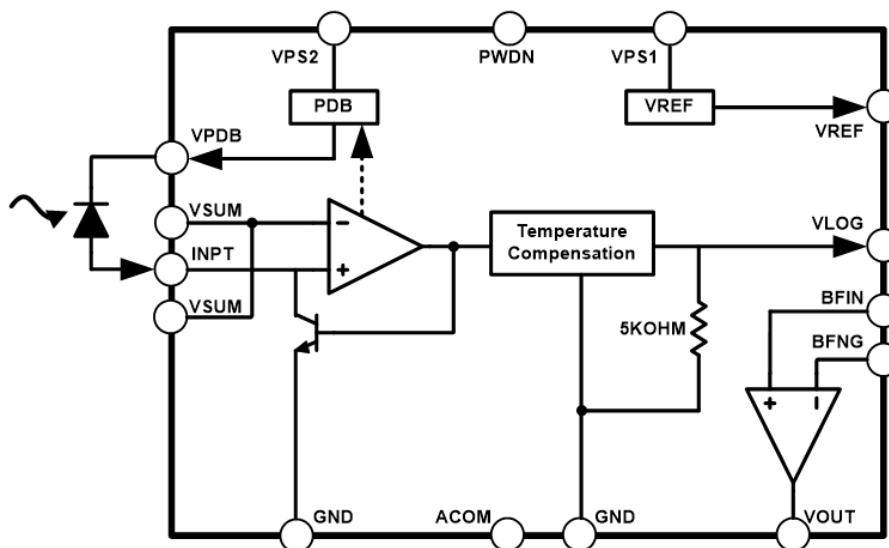 VPS2
PWDN
VPS1
PDB
VREF
VPDB
VREF
VSUM
−
Temperature
Compensation
VLOG
INPT
+
VSUM
BFIN
5KOHM
BFNG
+
−
GND
ACOM
GND
VOUT